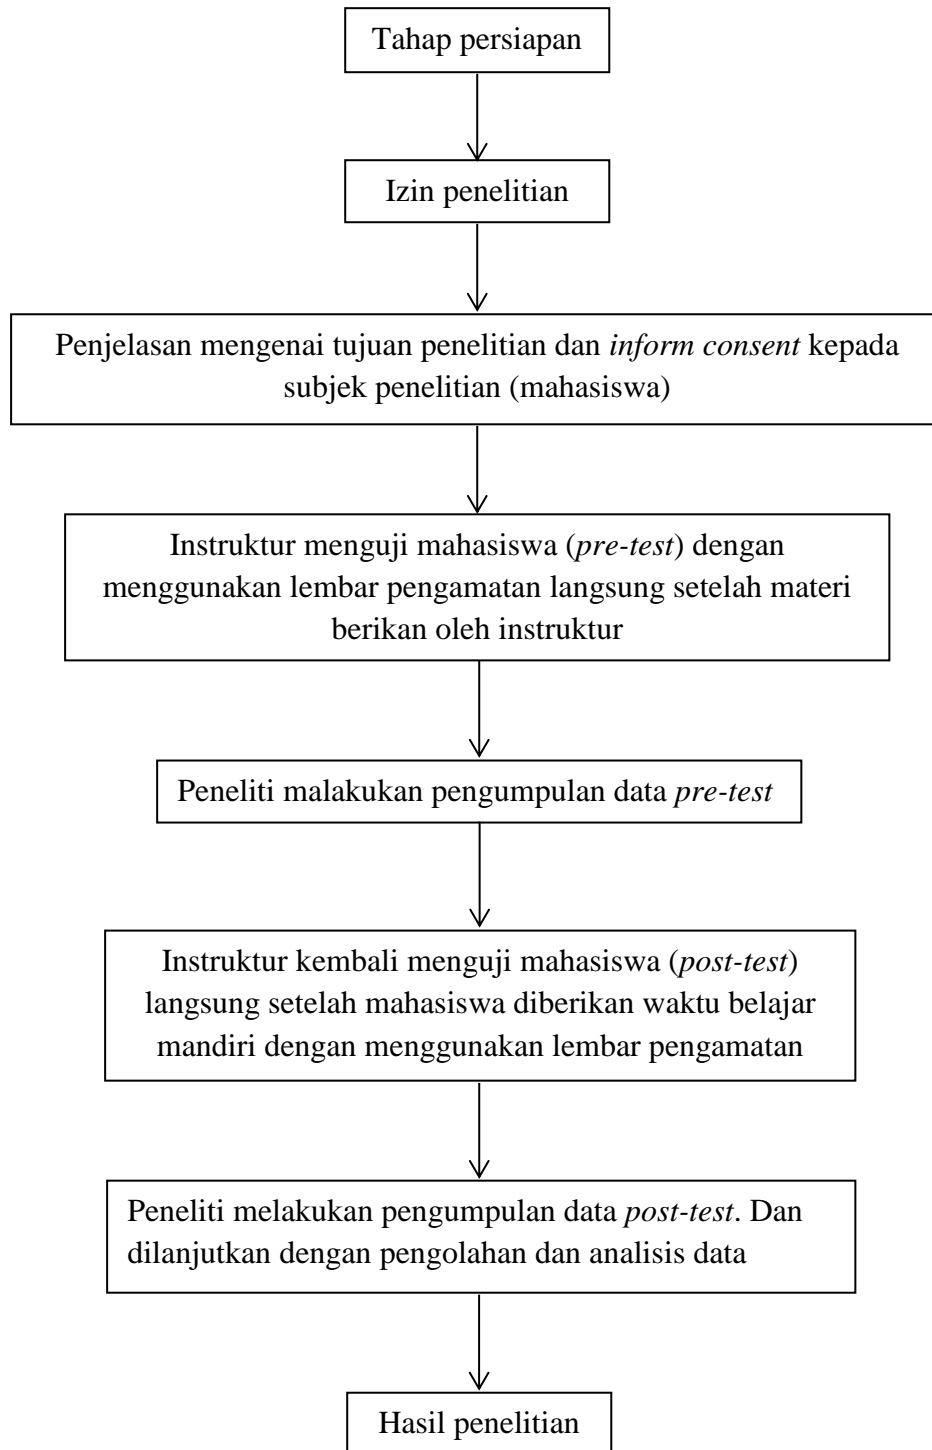 Tahap persiapan
Izin penelitian
Penjelasan mengenai tujuan penelitian dan inform consent kepada
subjek penelitian (mahasiswa)
Instruktur menguji mahasiswa (pre-test) dengan
menggunakan lembar pengamatan langsung setelah materi
berikan oleh instruktur
Peneliti malakukan pengumpulan data pre-test
Instruktur kembali menguji mahasiswa (post-test)
langsung setelah mahasiswa diberikan waktu belajar
mandiri dengan menggunakan lembar pengamatan
Peneliti melakukan pengumpulan data post-test. Dan
dilanjutkan dengan pengolahan dan analisis data
Hasil penelitian